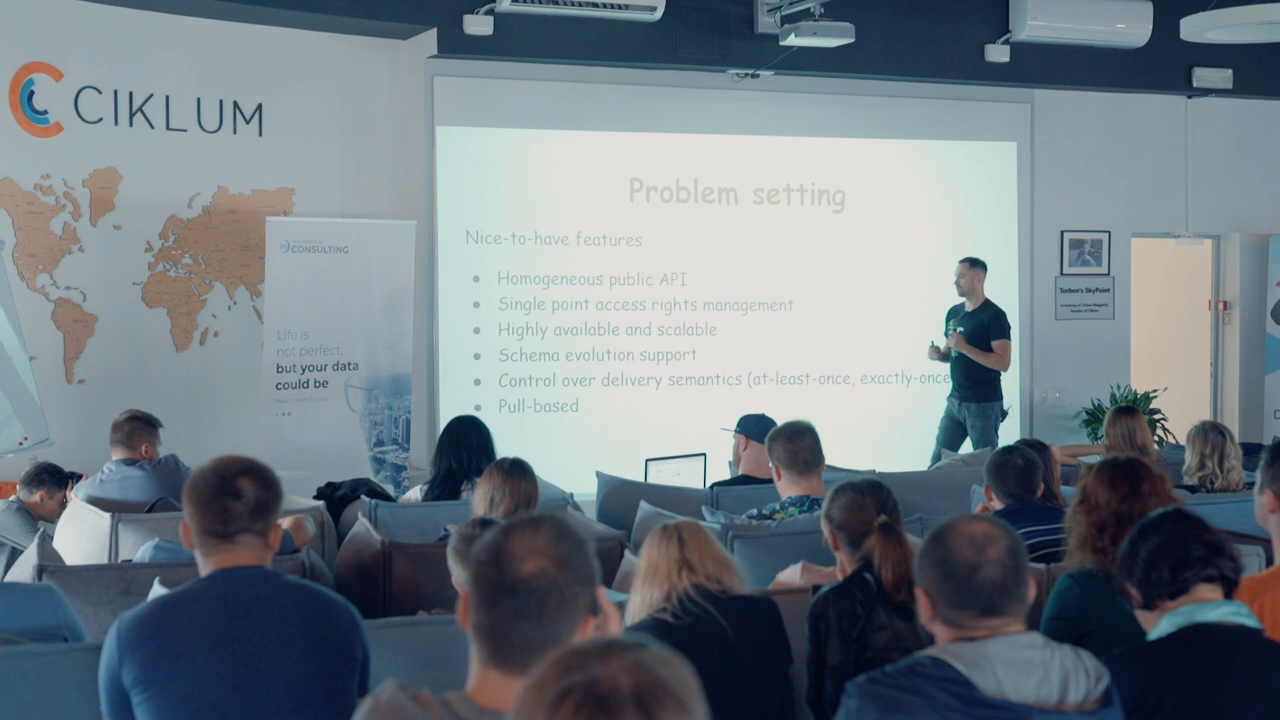 CIKLUM
CONSULTING
Life is
not perfect,
but your data
could be
Problem setting
Nice-to-have features
● Homogeneous public API
● Single point access rights management
● Highly available and scalable
● Schema evolution support
● Control over delivery semantics (at-least-once, exactly-once
● Pull-based
Torben's SkyPoint